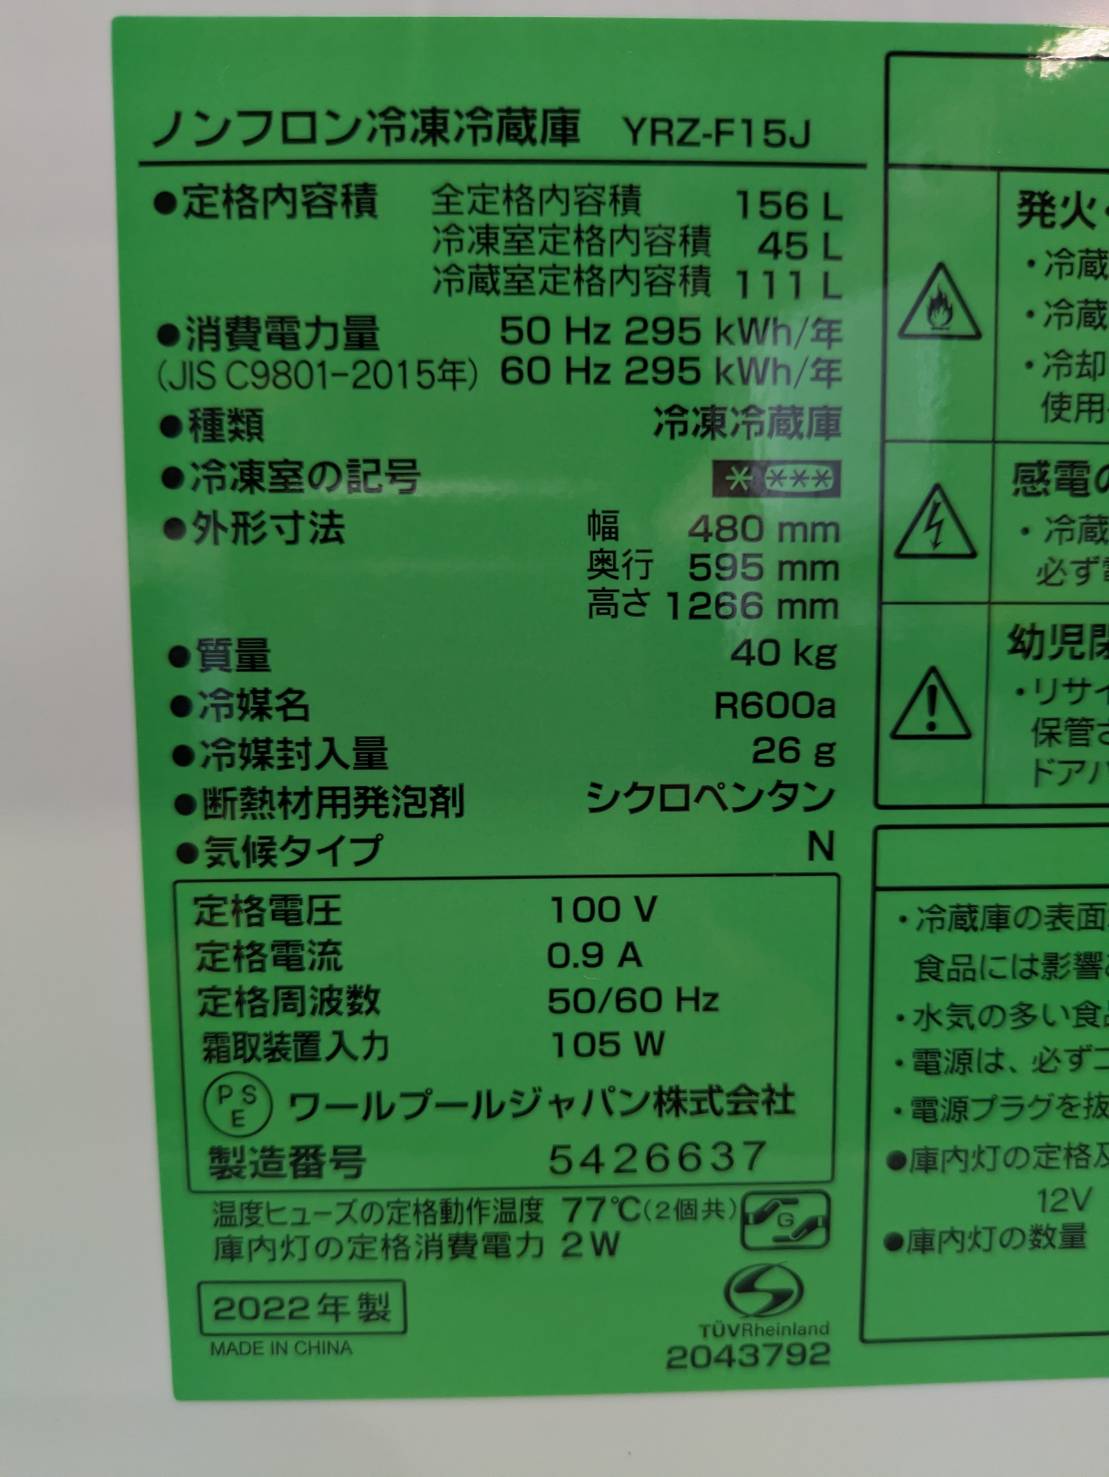 ノンフロン冷凍冷蔵庫 YRZ-F15J
●定格内容積 全定格内容積 156 L
冷凍室定格内容積 45 L
冷蔵室定格内容積 111 L
●消費電力量 50 Hz 295 kWh/年
(JIS C9801-2015年) 60 Hz 295 kWh/年
●種類 冷凍冷蔵庫
●冷凍室の記号 * ***
●外形寸法 幅 480 mm
奥行 595 mm
高さ 1266 mm
●質量 40 kg
●冷媒名 R600a
●冷媒封入量 26 g
●断熱材用発泡剤 シクロペンタン
●気候タイプ N
定格電圧 100 V
定格電流 0.9 A
定格周波数 50/60 Hz
霜取装置入力 105 W
PSE ワールプールジャパン株式会社
製造番号 5426637
温度ヒューズの定格動作温度 77℃(2個共)
G
庫内灯の定格消費電力 2W
2022年製
MADE IN CHINA
TÜVRheinland
2043792
発火・
・冷蔵
・冷蔵
・冷却
使用
感電の
・冷蔵
必ず
幼児閉
・リサイ
保管さ
ドアパ
・冷蔵庫の表面
食品には影響
・水気の多い食品
・電源は、必ずコ
・電源プラグを抜
●庫内灯の定格及
12V
●庫内灯の数量